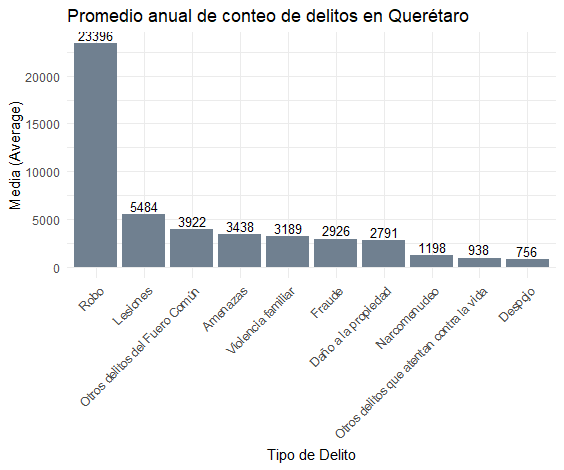 Promedio anual de conteo de delitos en Querétaro
Media (Average)
20000
15000
10000
5000
0
23396
5484
3922
3438
3189
2926
2791
1198
938
756
Robo
Lesiones
Otros delitos del Fuero Común
Amenazas
Violencia familiar
Fraude
Daño a la propiedad
Narcomenudeo
Otros delitos que atentan contra la vida
Despojo
Tipo de Delito